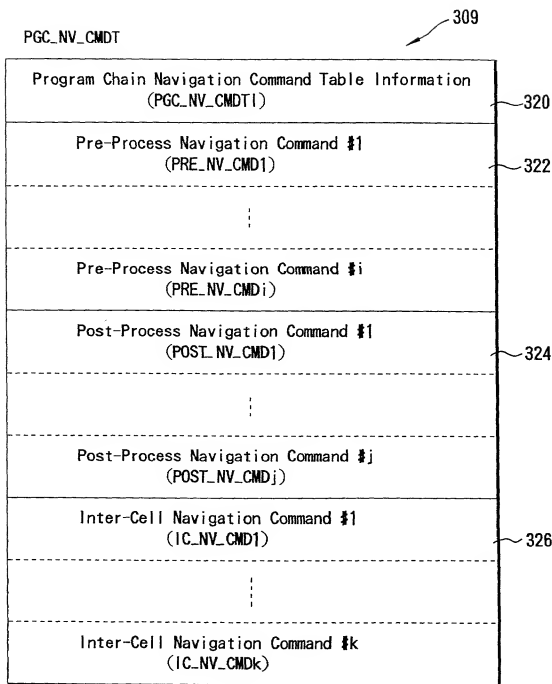 309
PGC_NV_CMDT
Program Chain Navigation Command Table Information
(PGC_NV_CMDTI)
320
Pre-Process Navigation Command #1
(PRE_NV_CMD1)
322
Pre-Process Navigation Command #i
(PRE_NV_CMDi)
Post-Process Navigation Command #1
(POST_NV_CMD1)
324
Post-Process Navigation Command #j
(POST_NV_CMDj)
Inter-Cell Navigation Command #1
(IC_NV_CMD1)
326
Inter-Cell Navigation Command #k
(IC_NV_CMDk)